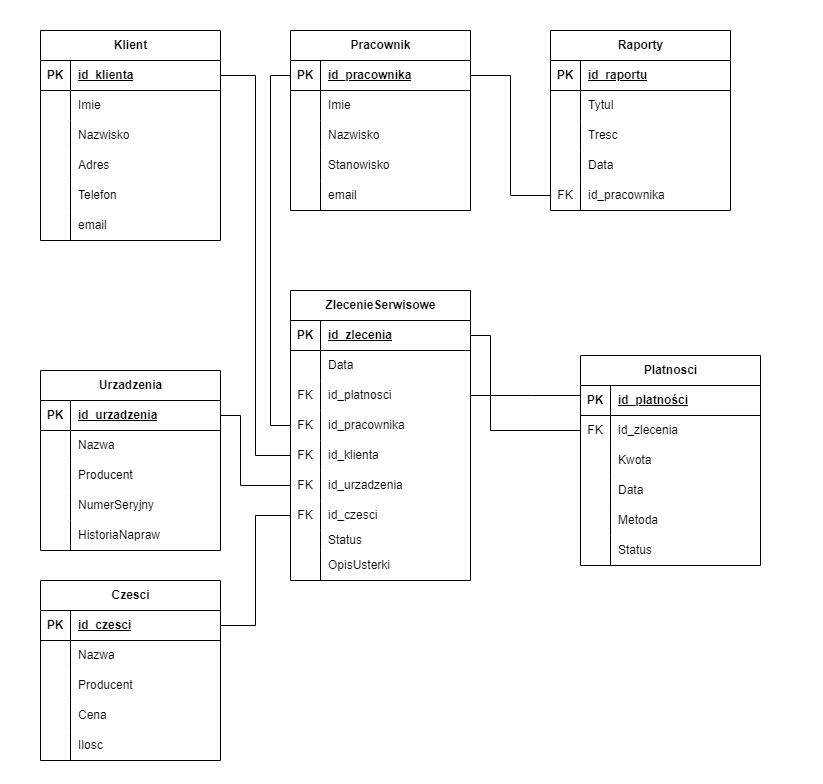 Klient
PK id_klienta
Imie
Nazwisko
Adres
Telefon
email
Pracownik
PK id_pracownika
Imie
Nazwisko
Stanowisko
email
Raporty
PK id_raportu
Tytul
Tresc
Data
FK id_pracownika
Urzadzenia
PK id_urzadzenia
Nazwa
Producent
NumerSeryjny
HistoriaNapraw
ZlecenieSerwisowe
PK id_zlecenia
Data
FK id_platnosci
FK id_pracownika
FK id_klienta
FK id_urzadzenia
FK id_czesci
Status
OpisUsterki
Platnosci
PK id_platności
FK id_zlecenia
Kwota
Data
Metoda
Status
Czesci
PK id_czesci
Nazwa
Producent
Cena
Ilosc